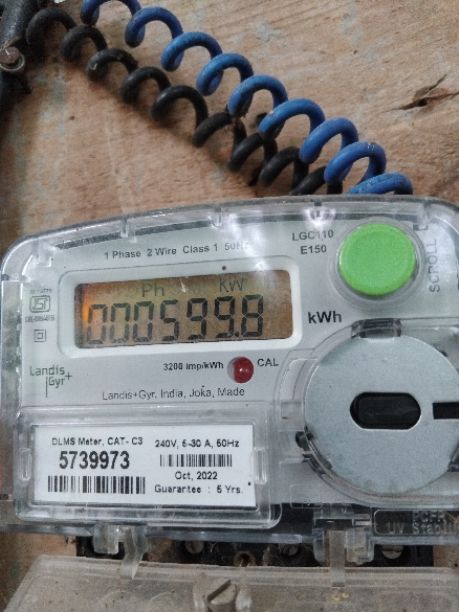 1 Phase 2 Wire Class 1 50Hz
LGC110
E150
SCROLL
Ph KW
000599.8
kWh
3200 imp/kWh
CAL
Landis
Gyr+
Landis+Gyr, India, Joka, Made
DLMS Meter, CAT- C3
240V, 5-30 A, 50Hz
5739973
Oct, 2022
Guarantee : 5 Yrs.
UV